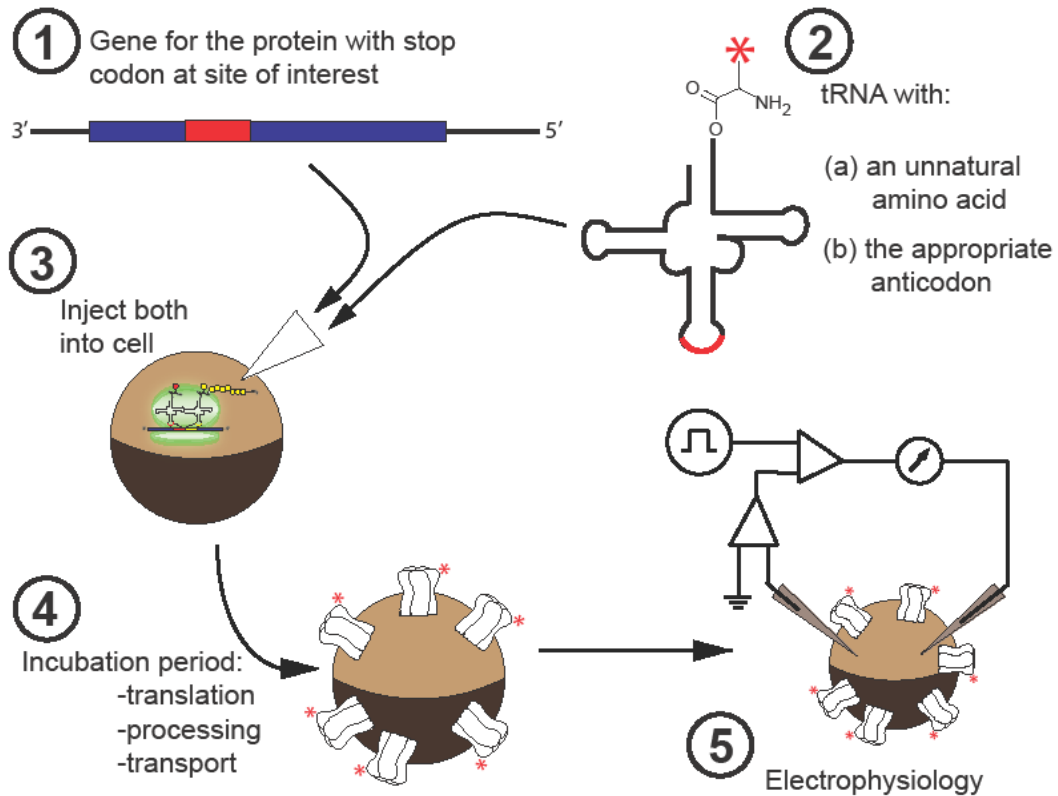 1
Gene for the protein with stop
codon at site of interest
3′ 5′
2
tRNA with:
(a) an unnatural
amino acid
(b) the appropriate
anticodon
*
O
NH2
O
3
Inject both
into cell
4
Incubation period:
-translation
-processing
-transport
* * * * * * *
5
Electrophysiology
* * * * * * *